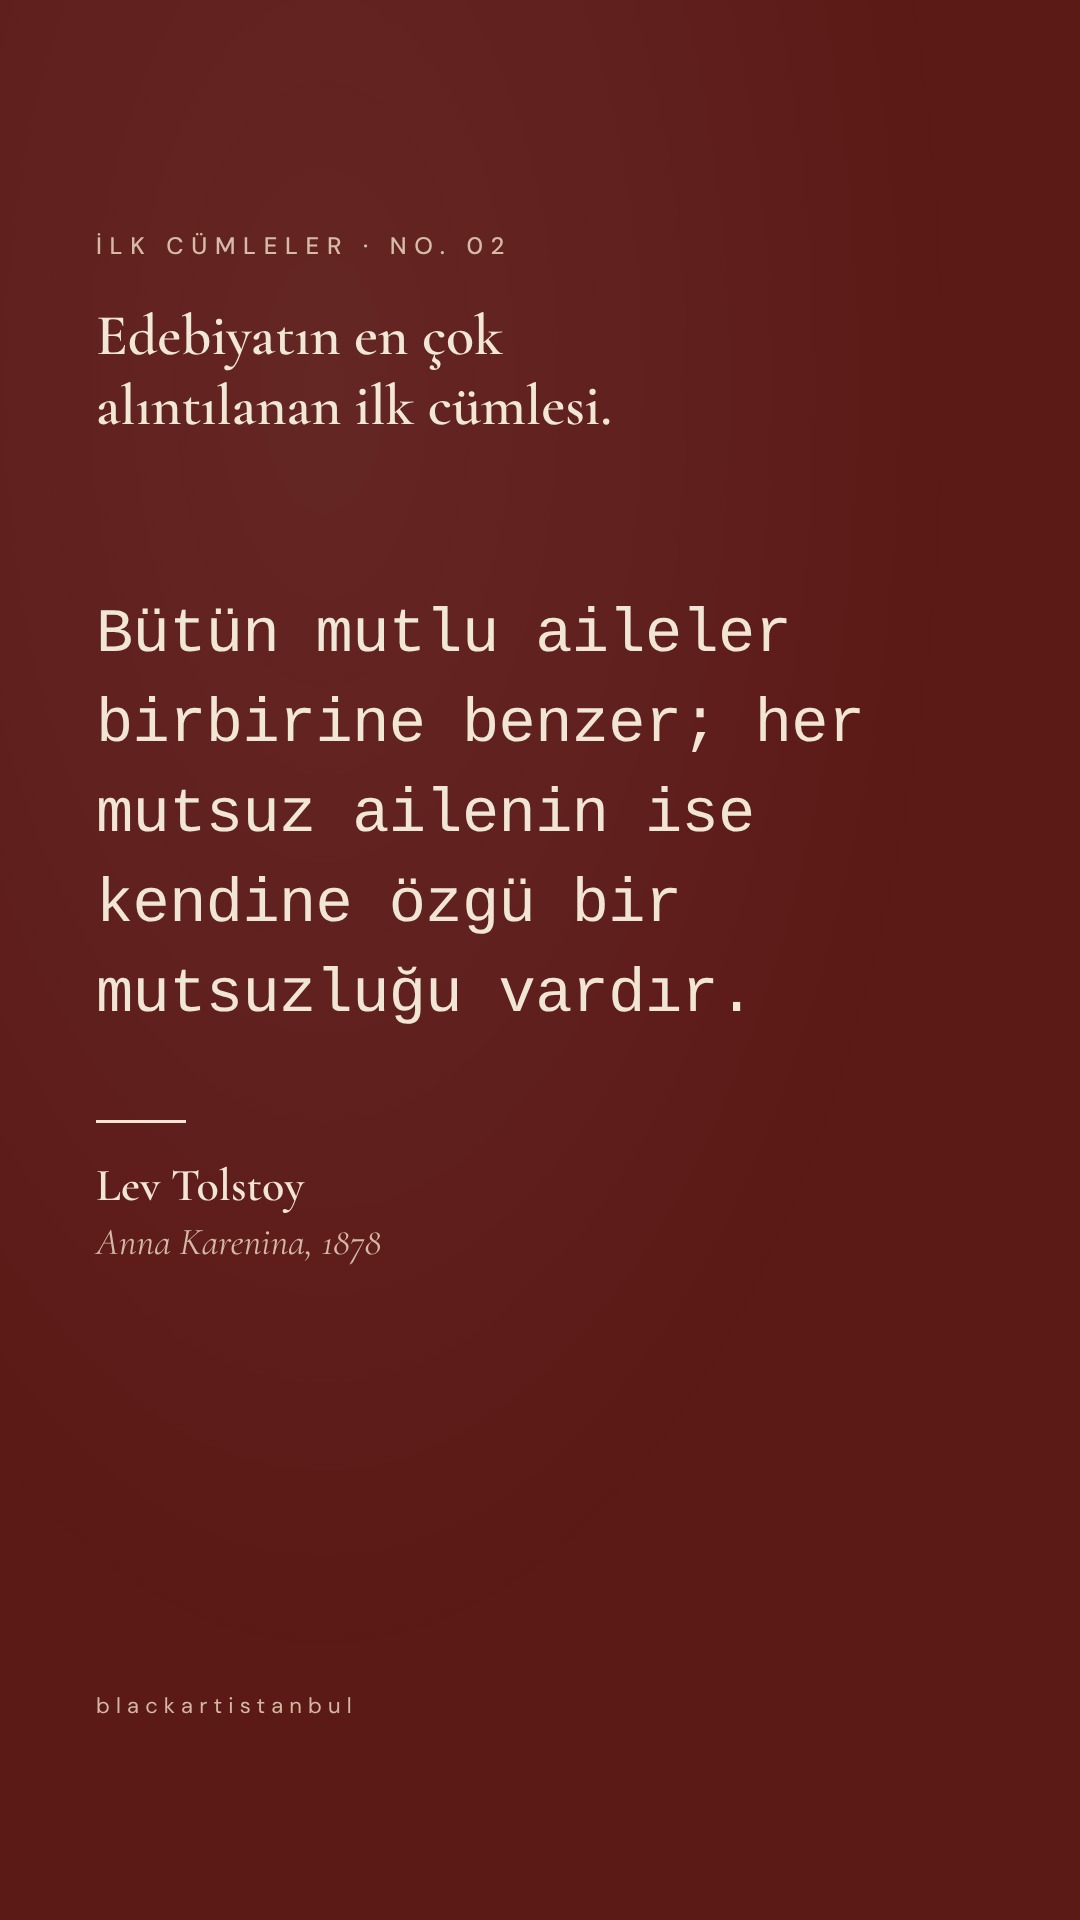 İLK CÜMLELER · NO. 02
Edebiyatın en çok
alıntılanan ilk cümlesi.
Bütün mutlu aileler
birbirine benzer; her
mutsuz ailenin ise
kendine özgü bir
mutsuzluğu vardır.
Lev Tolstoy
Anna Karenina, 1878
blackartistanbul